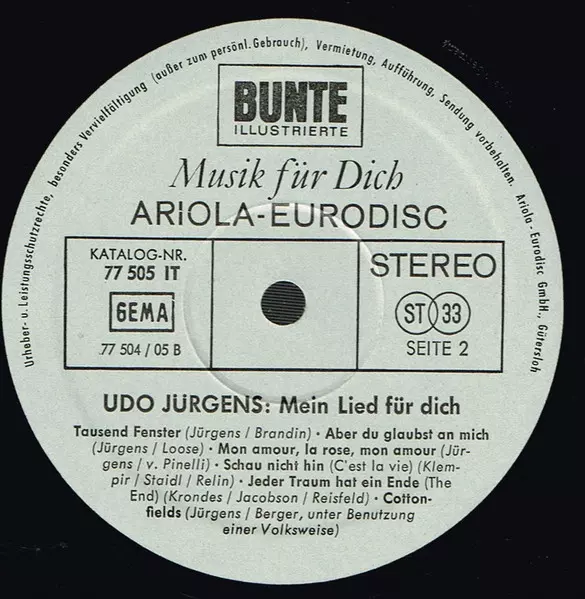 Urheber- u. Leistungsschutzrechte, besonders Vervielfältigung (außer zum persönl. Gebrauch), Vermietung, Aufführung, Sendung vorbehalten. Ariola-Eurodisc GmbH., Gütersloh
BUNTE
ILLUSTRIERTE
Musik für Dich
ARIOLA-EURODISC
KATALOG-NR.
77 505 IT
GEMA
77 504 / 05 B
STEREO
ST 33
SEITE 2
UDO JÜRGENS: Mein Lied für dich
Tausend Fenster (Jürgens / Brandin) · Aber du glaubst an mich
(Jürgens / Loose) · Mon amour, la rose, mon amour (Jür-
gens / v. Pinelli) · Schau nicht hin (C'est la vie) (Klem-
pir / Staidl / Relin) · Jeder Traum hat ein Ende (The
End) (Krondes / Jacobson / Reisfeld) · Cotton-
fields (Jürgens / Berger, unter Benutzung
einer Volksweise)